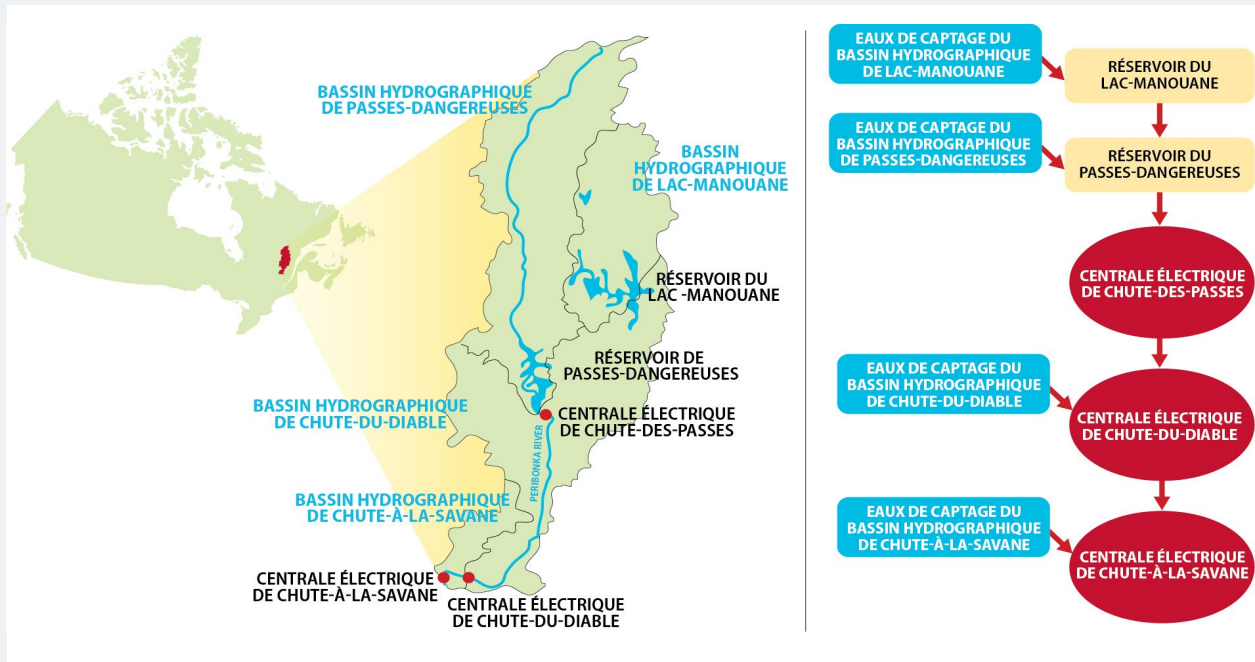 BASSIN HYDROGRAPHIQUE
DE PASSES-DANGEREUSES
BASSIN
HYDROGRAPHIQUE
DE LAC-MANOUANE
RÉSERVOIR DU
LAC -MANOUANE
RÉSERVOIR DE
PASSES-DANGEREUSES
BASSIN HYDROGRAPHIQUE
DE CHUTE-DU-DIABLE
CENTRALE ÉLECTRIQUE
DE CHUTE-DES-PASSES
PERIBONKA RIVER
BASSIN HYDROGRAPHIQUE
DE CHUTE-À-LA-SAVANE
CENTRALE ÉLECTRIQUE
DE CHUTE-À-LA-SAVANE
CENTRALE ÉLECTRIQUE
DE CHUTE-DU-DIABLE
EAUX DE CAPTAGE DU
BASSIN HYDROGRAPHIQUE
DE LAC-MANOUANE
RÉSERVOIR DU
LAC-MANOUANE
EAUX DE CAPTAGE DU
BASSIN HYDROGRAPHIQUE
DE PASSES-DANGEREUSES
RÉSERVOIR DU
PASSES-DANGEREUSES
CENTRALE ÉLECTRIQUE
DE CHUTE-DES-PASSES
EAUX DE CAPTAGE DU
BASSIN HYDROGRAPHIQUE
DE CHUTE-DU-DIABLE
CENTRALE ÉLECTRIQUE
DE CHUTE-DU-DIABLE
EAUX DE CAPTAGE DU
BASSIN HYDROGRAPHIQUE
DE CHUTE-À-LA-SAVANE
CENTRALE ÉLECTRIQUE
DE CHUTE-À-LA-SAVANE